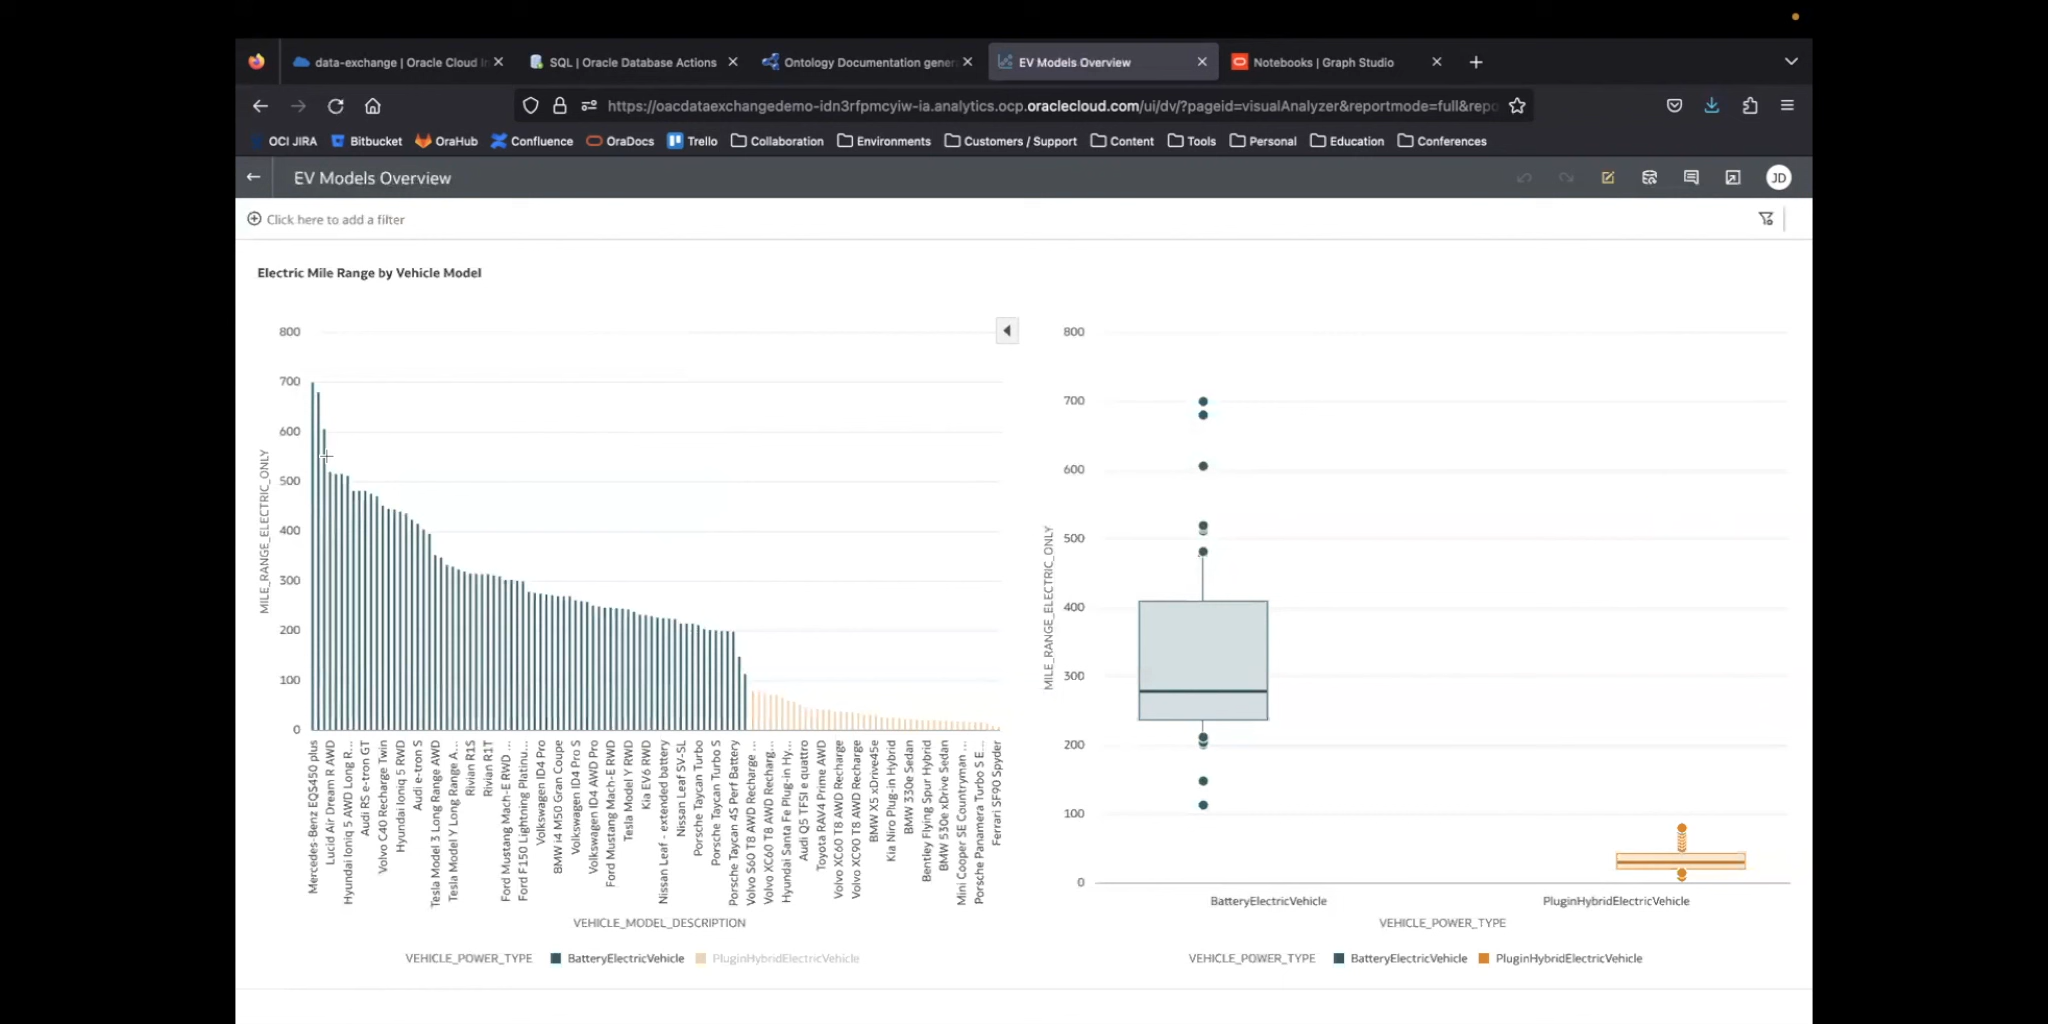 data-exchange | Oracle Cloud In
SQL | Oracle Database Actions
Ontology Documentation gener
EV Models Overview
Notebooks | Graph Studio
https://oacdataexchangedemo-idn3rfpmcyiw-ia.analytics.ocp.oraclecloud.com/ui/dv/?pageid=visualAnalyzer&reportmode=full&repo
OCI JIRA
Bitbucket
OraHub
Confluence
OraDocs
Trello
Collaboration
Environments
Customers / Support
Content
Tools
Personal
Education
Conferences
EV Models Overview
JD
Click here to add a filter
Electric Mile Range by Vehicle Model
800
700
600
500
400
300
200
100
0
MILE_RANGE_ELECTRIC_ONLY
Mercedes-Benz EQS450 plus
Lucid Air Dream R AWD
Hyundai Ioniq 5 AWD Long R...
Audi RS e-tron GT
Volvo C40 Recharge Twin
Hyundai Ioniq 5 RWD
Audi e-tron S
Tesla Model 3 Long Range AWD
Tesla Model Y Long Range A...
Rivian R1S
Rivian R1T
Ford Mustang Mach-E RWD ...
Ford F150 Lightning Platinu...
Volkswagen ID4 Pro
BMW i4 M50 Gran Coupe
Volkswagen ID4 Pro S
Volkswagen ID4 AWD Pro
Ford Mustang Mach-E RWD
Tesla Model Y RWD
Kia EV6 RWD
Nissan Leaf - extended battery
Nissan Leaf SV-SL
Porsche Taycan Turbo
Porsche Taycan Turbo S
Porsche Taycan 4S Perf Battery
Volvo S60 T8 AWD Recharge ...
Volvo XC60 T8 AWD Recharg...
Hyundai Santa Fe Plug-in Hy...
Audi Q5 TFSI e quattro
Toyota RAV4 Prime AWD
Volvo XC60 T8 AWD Recharge
Volvo XC90 T8 AWD Recharge
BMW X5 xDrive45e
Kia Niro Plug-in Hybrid
BMW 330e Sedan
Bentley Flying Spur Hybrid
BMW 530e xDrive Sedan
Mini Cooper SE Countryman ...
Porsche Panamera Turbo S E...
Ferrari SF90 Spyder
VEHICLE_MODEL_DESCRIPTION
VEHICLE_POWER_TYPE BatteryElectricVehicle PluginHybridElectricVehicle
800
700
600
500
400
300
200
100
0
MILE_RANGE_ELECTRIC_ONLY
BatteryElectricVehicle
PluginHybridElectricVehicle
VEHICLE_POWER_TYPE
VEHICLE_POWER_TYPE BatteryElectricVehicle PluginHybridElectricVehicle